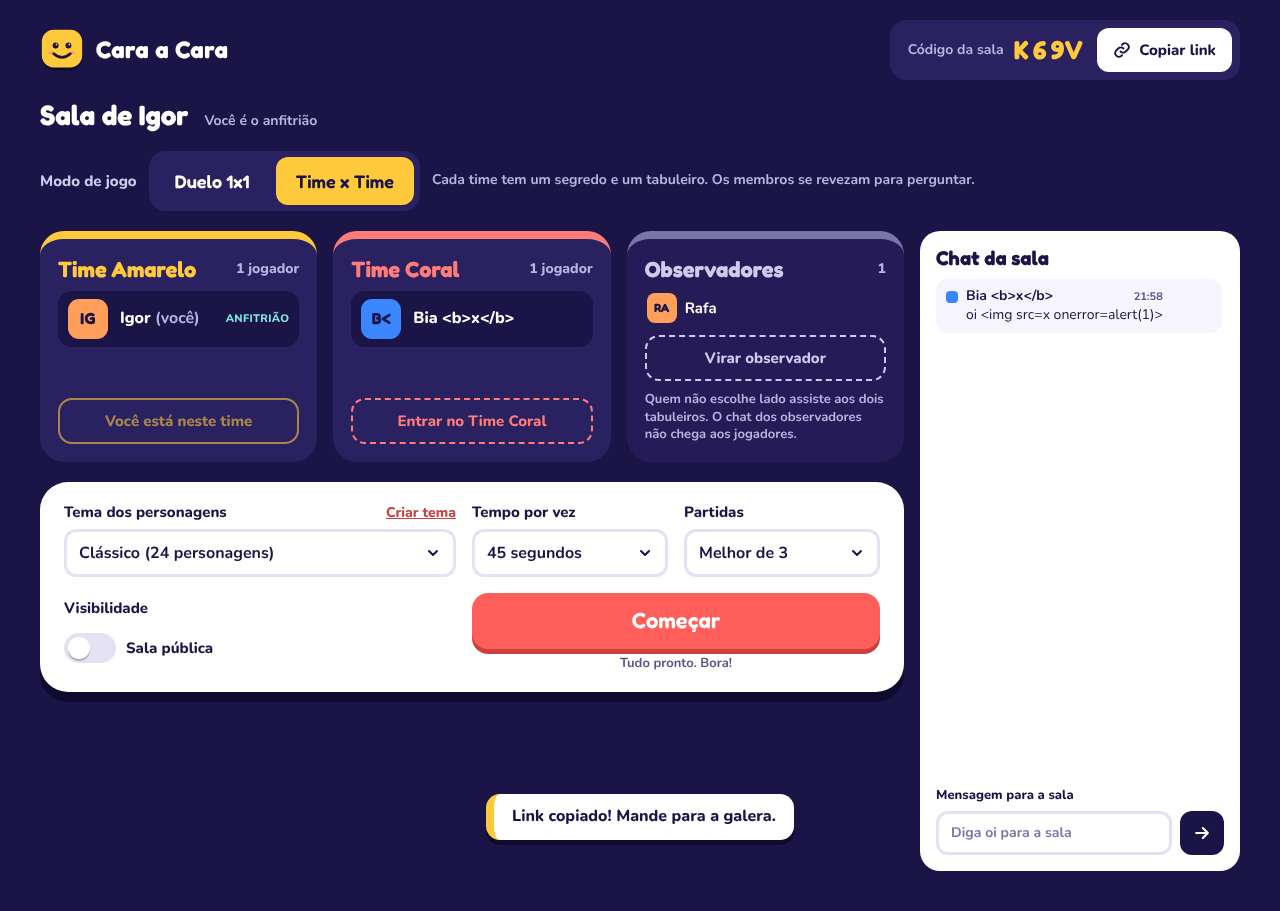 Cara a Cara
Código da sala K69V Copiar link
Sala de Igor Você é o anfitrião
Modo de jogo Duelo 1x1 Time x Time Cada time tem um segredo e um tabuleiro. Os membros se revezam para perguntar.
Time Amarelo 1 jogador
IG Igor (você) ANFITRIÃO
Você está neste time
Time Coral 1 jogador
B< Bia <b>x</b>
Entrar no Time Coral
Observadores 1
RA Rafa
Virar observador
Quem não escolhe lado assiste aos dois
tabuleiros. O chat dos observadores
não chega aos jogadores.
Tema dos personagens Criar tema
Clássico (24 personagens)
Tempo por vez
45 segundos
Partidas
Melhor de 3
Visibilidade
Sala pública
Começar
Tudo pronto. Bora!
Link copiado! Mande para a galera.
Chat da sala
Bia <b>x</b> 21:58
oi <img src=x onerror=alert(1)>
Mensagem para a sala
Diga oi para a sala